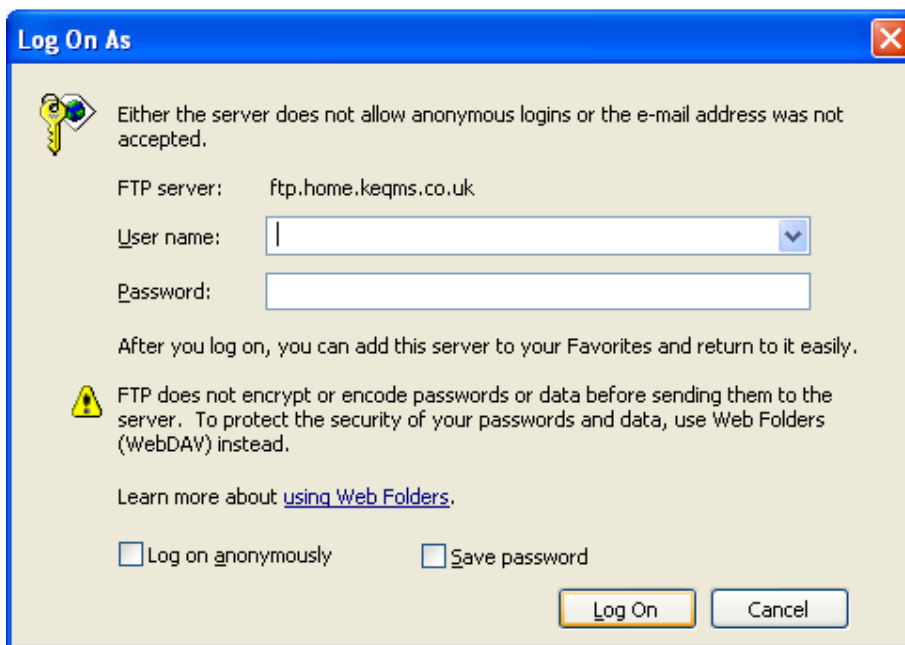 Log On As
Either the server does not allow anonymous logins or the e-mail address was not
accepted.
FTP server: ftp.home.keqms.co.uk
User name:
Password:
After you log on, you can add this server to your Favorites and return to it easily.
FTP does not encrypt or encode passwords or data before sending them to the
server.  To protect the security of your passwords and data, use Web Folders
(WebDAV) instead.
Learn more about using Web Folders.
Log on anonymously Save password
Log On Cancel